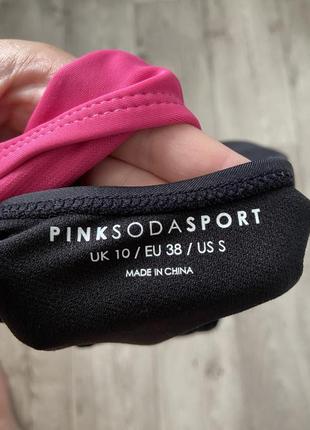 PINKSODASPORT
UK 10 / EU 38 / US S
MADE IN CHINA